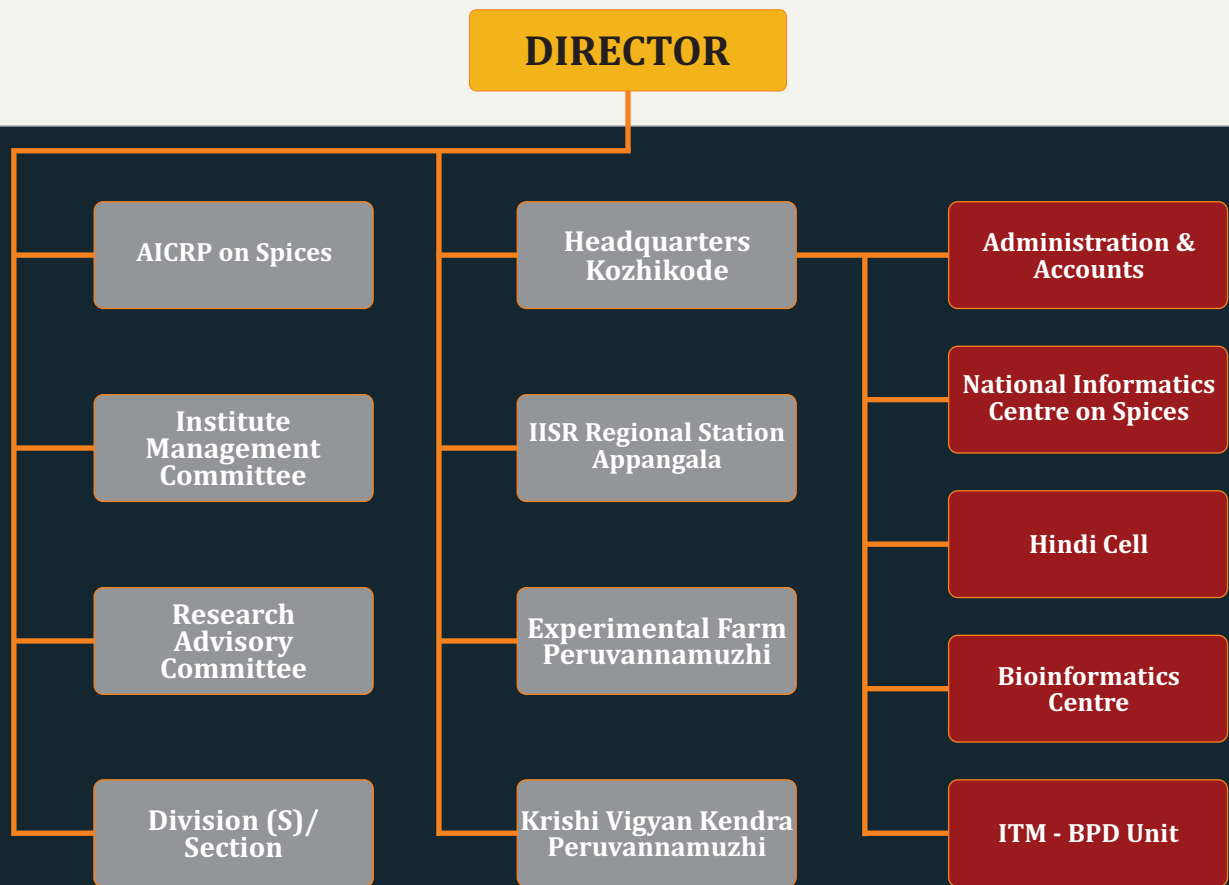 DIRECTOR
AICRP on Spices
Institute
Management
Committee
Research
Advisory
Committee
Division (S)/
Section
Headquarters
Kozhikode
IISR Regional Station
Appangala
Experimental Farm
Peruvannamuzhi
Krishi Vigyan Kendra
Peruvannamuzhi
Administration &
Accounts
National Informatics
Centre on Spices
Hindi Cell
Bioinformatics
Centre
ITM - BPD Unit